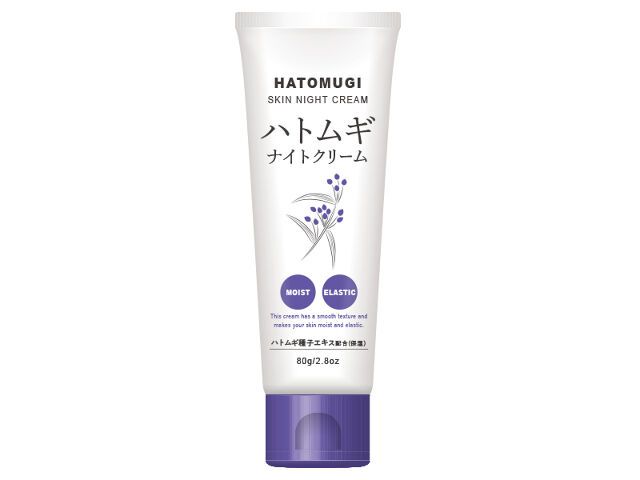 HATOMUGI
SKIN NIGHT CREAM
ハトムギ
ナイトクリーム
MOIST
ELASTIC
This cream has a smooth texture and
makes your skin moist and elastic.
ハトムギ種子エキス配合(保湿)
80g/2.8oz